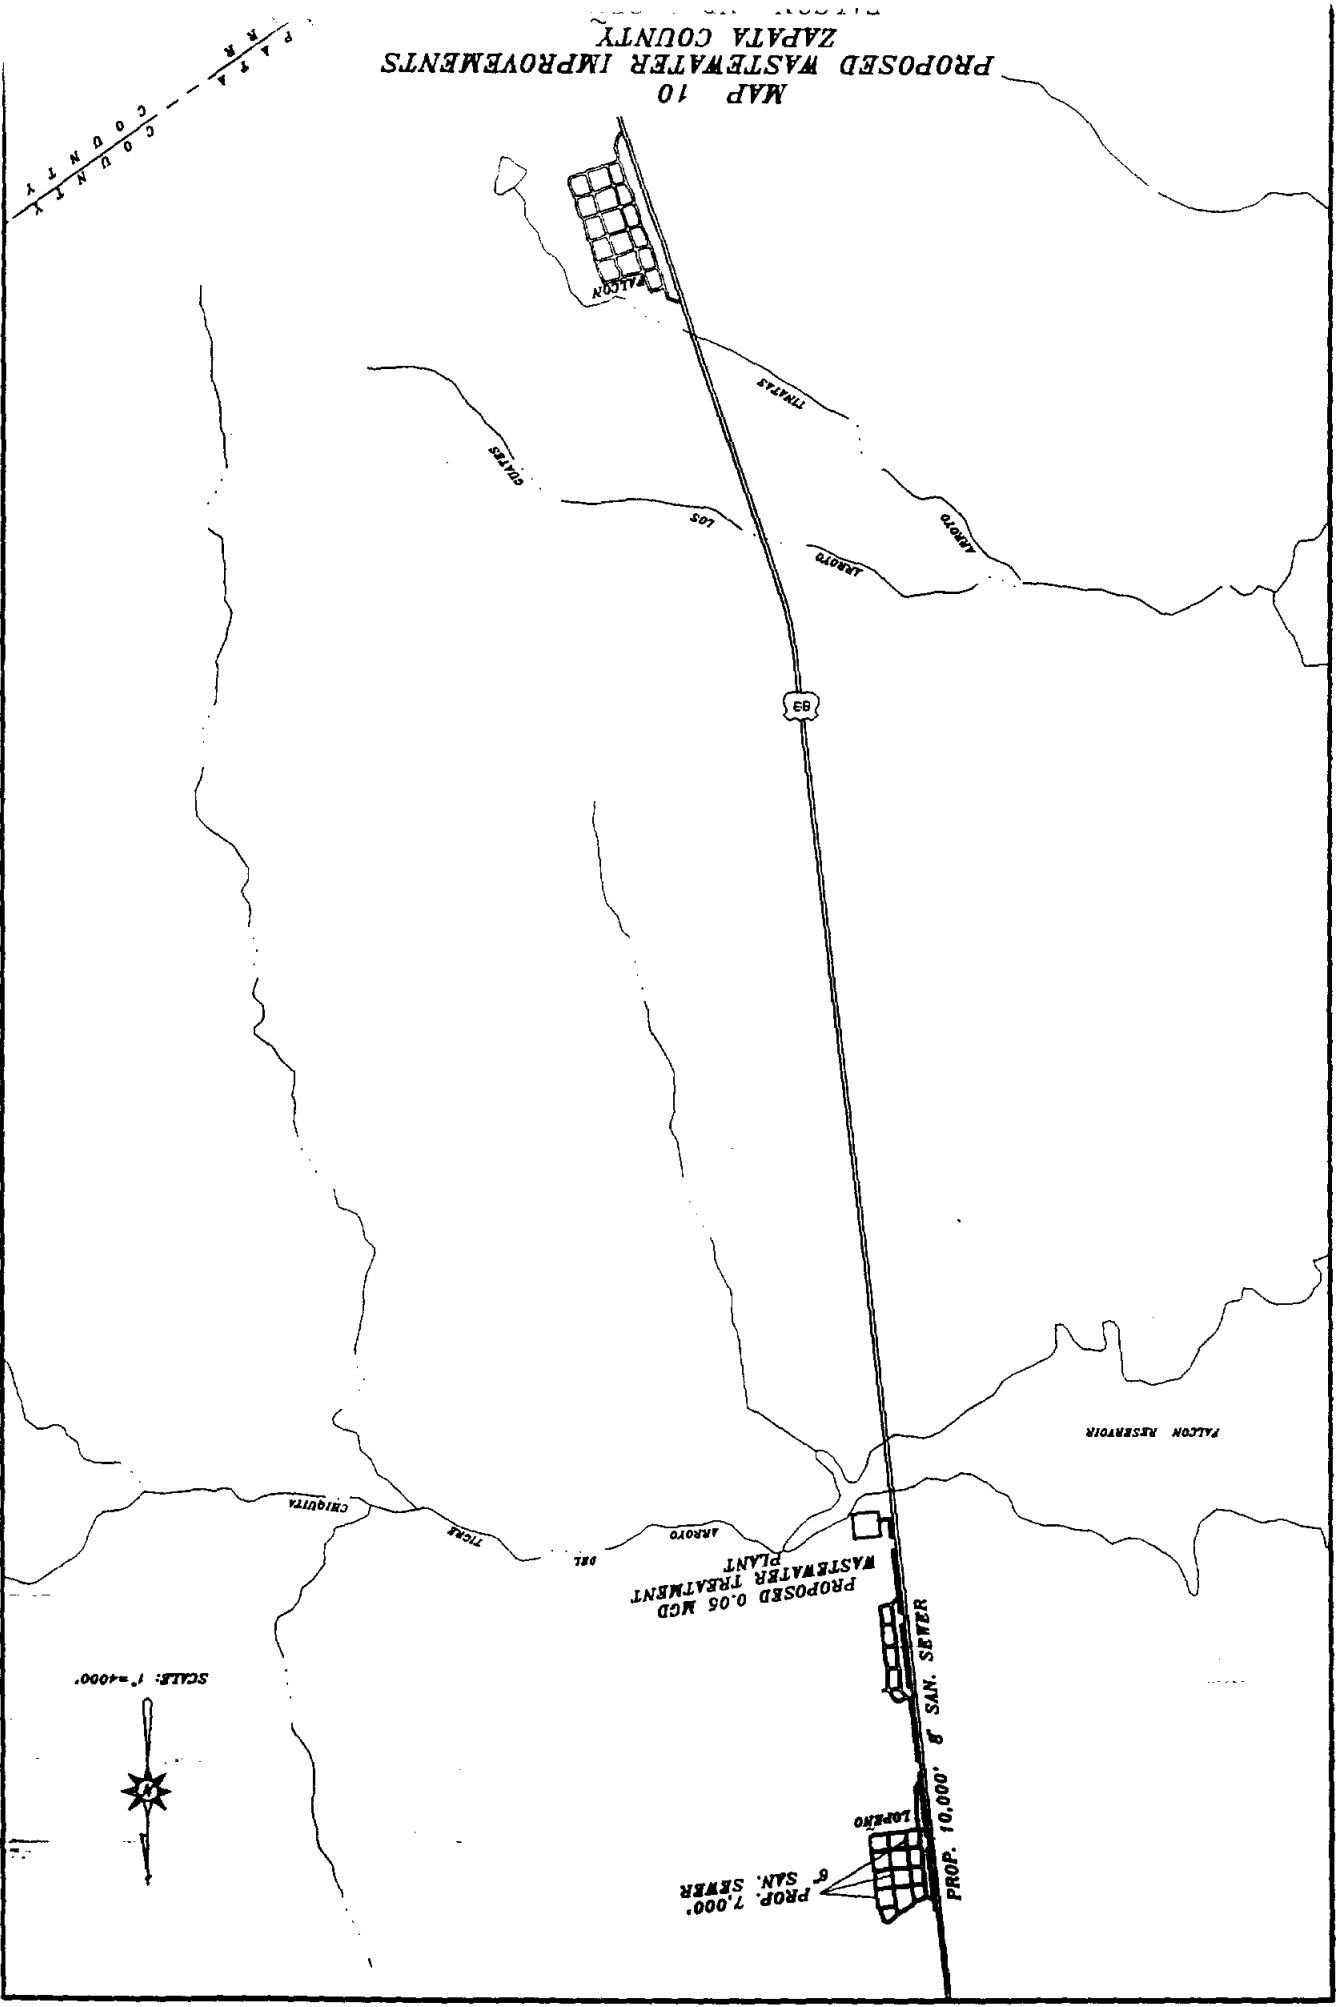 PROP. 7,000'
8" SAN. SEWER
LOPEÑO
PROP. 10,000' 8" SAN. SEWER
N
SCALE: 1"=4000'
PROPOSED 0.05 MGD
WASTEWATER TREATMENT
PLANT
ARROYO
DEL
TIGRE
CHIQUITA
FALCON RESERVOIR
83
ARROYO
LOS
CUATES
ARROYO
TINAJAS
FALCON
COUNTY
COUNTY
MAP 10
PROPOSED WASTEWATER IMPROVEMENTS
ZAPATA COUNTY